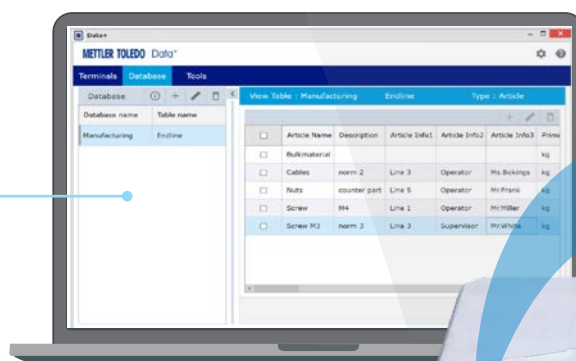 Data+
METTLER TOLEDO Data+
Terminals Database Tools
Database
View Table : Manufacturing Endline Type : Article
Database name Table name
Manufacturing Endline
Article Name Description Article Info1 Article Info2 Article Info3 Prima
Bulkmaterial kg
Cables norm 2 Line 3 Operator Ms.Bokinga kg
Nuts counter part Line 5 Operator Mr.Frank kg
Screw M4 Line 1 Operator Mr.Miller kg
Screw M3 norm 3 Line 3 Supervisor Mr.White kg